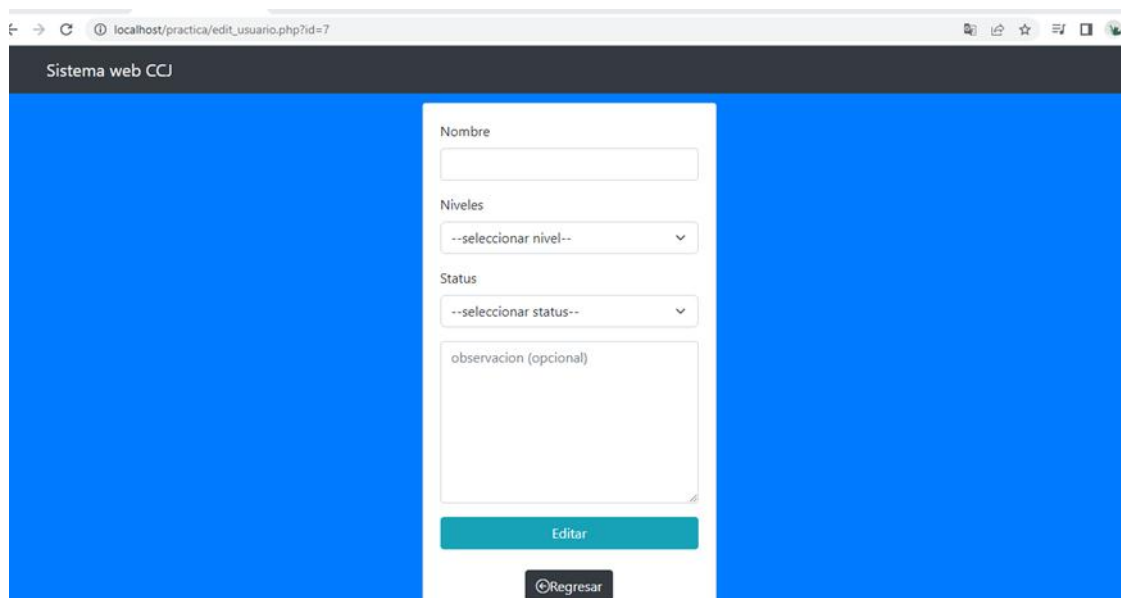 localhost/practica/edit_usuario.php?id=7
Sistema web CCJ
Nombre
Niveles
--seleccionar nivel--
Status
--seleccionar status--
observacion (opcional)
Editar
Regresar